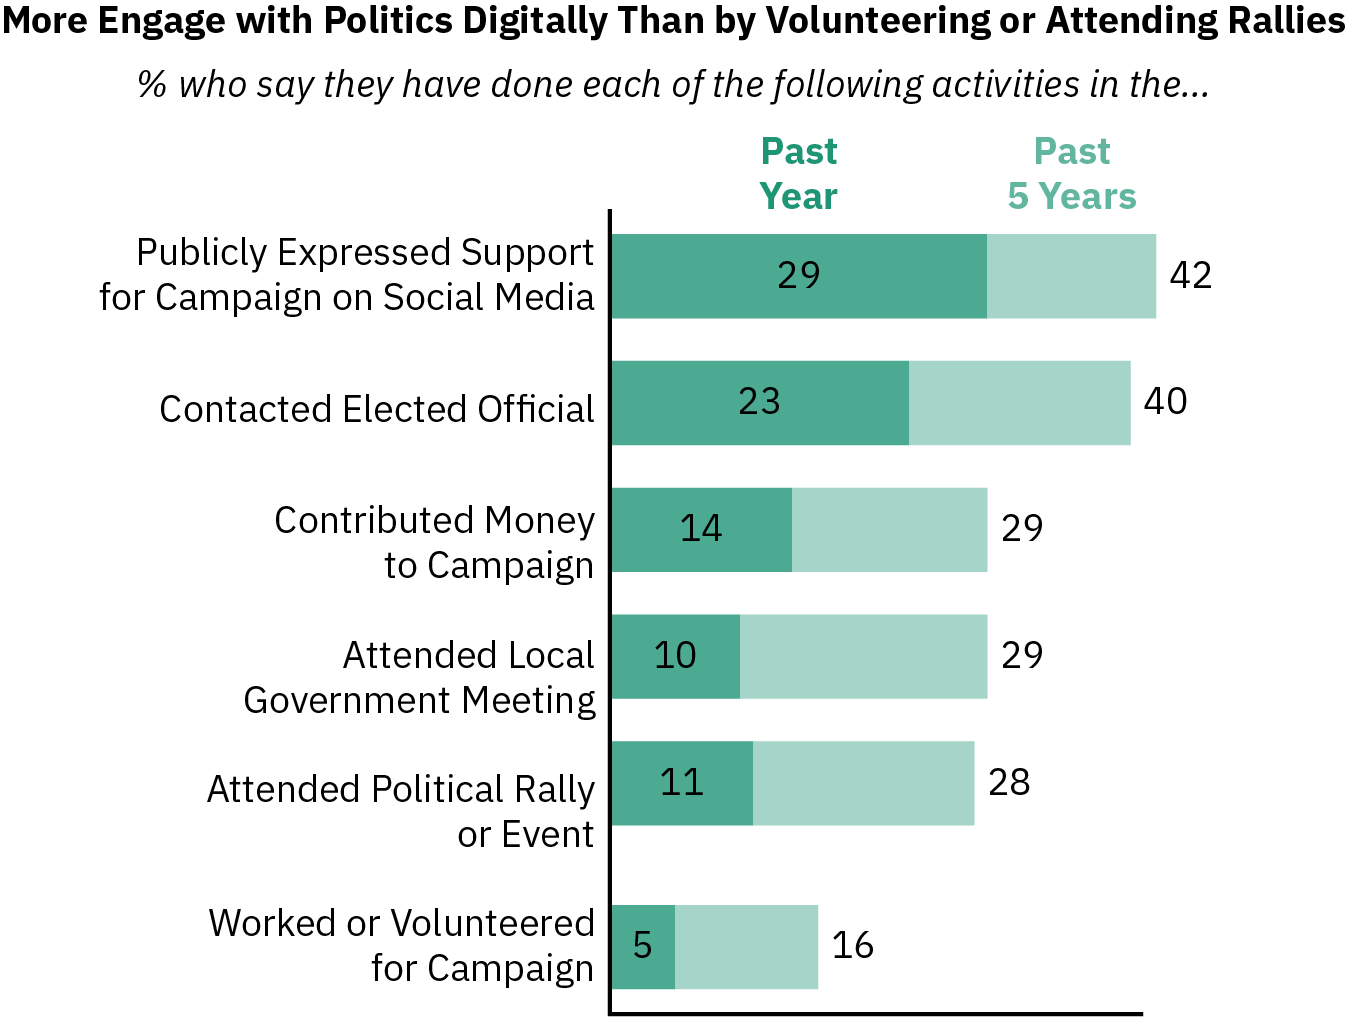 More Engage with Politics Digitally Than by Volunteering or Attending Rallies
% who say they have done each of the following activities in the...
Past
Year
Past
5 Years
Publicly Expressed Support
for Campaign on Social Media
29
42
Contacted Elected Official
23
40
Contributed Money
to Campaign
14
29
Attended Local
Government Meeting
10
29
Attended Political Rally
or Event
11
28
Worked or Volunteered
for Campaign
5
16